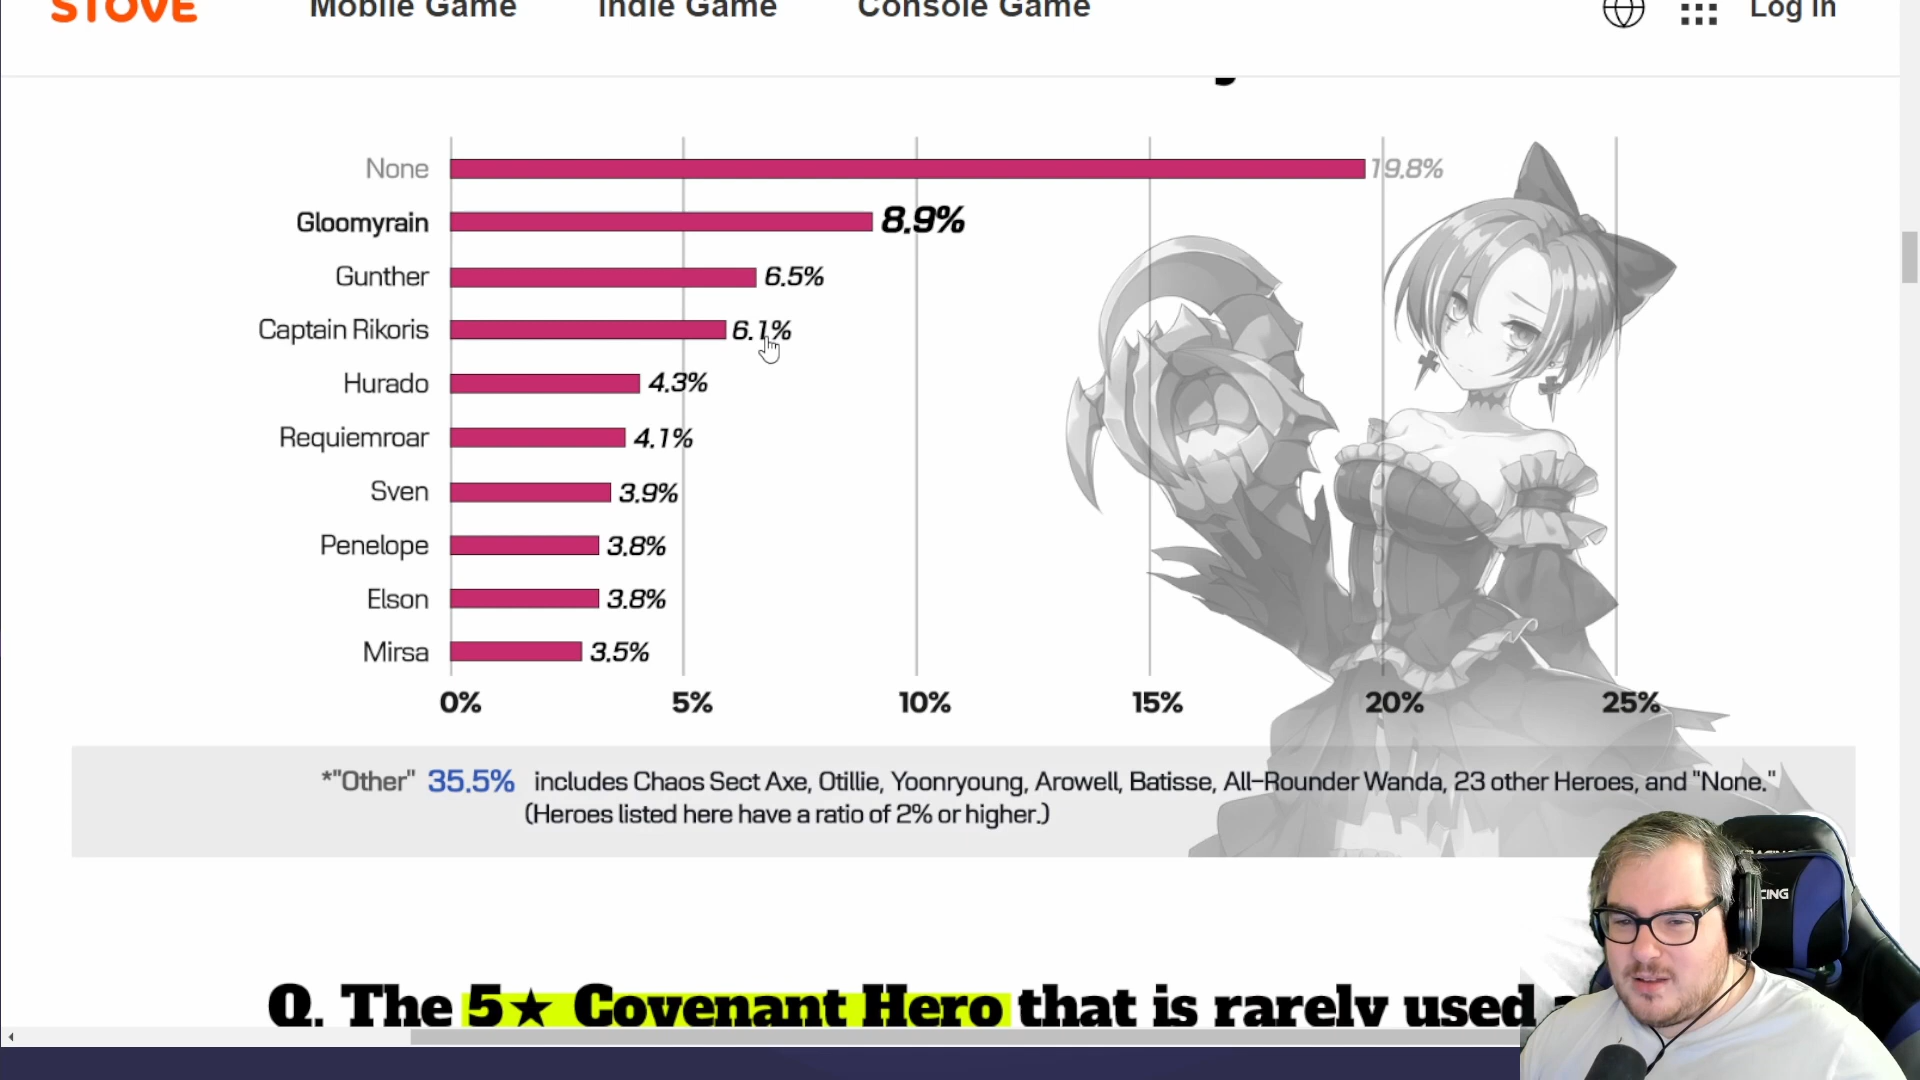 STOVE Mobile Game Indie Game Console Game Log in
None 19.8%
Gloomyrain 8.9%
Gunther 6.5%
Captain Rikoris 6.1%
Hurado 4.3%
Requiemroar 4.1%
Sven 3.9%
Penelope 3.8%
Elson 3.8%
Mirsa 3.5%
0% 5% 10% 15% 20% 25%
*"Other" 35.5% includes Chaos Sect Axe, Otillie, Yoonryoung, Arowell, Batisse, All-Rounder Wanda, 23 other Heroes, and "None."
(Heroes listed here have a ratio of 2% or higher.)
Q. The 5★ Covenant Hero that is rarely used